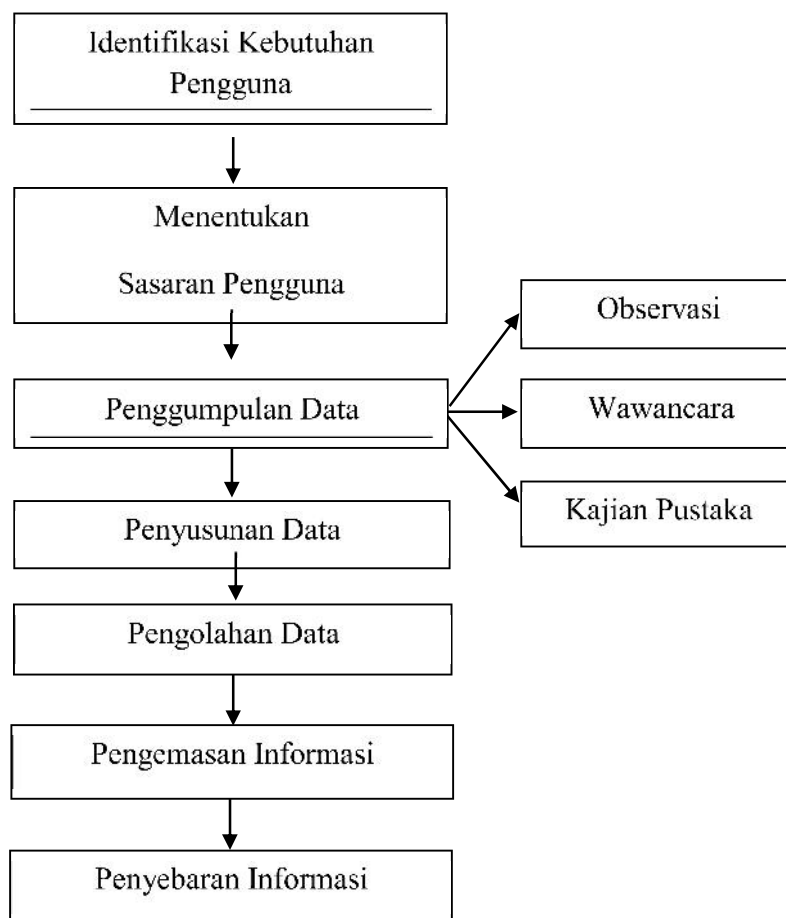 Identifikasi Kebutuhan
Pengguna
Menentukan
Sasaran Pengguna
Penggumpulan Data
Observasi
Wawancara
Kajian Pustaka
Penyusunan Data
Pengolahan Data
Pengemasan Informasi
Penyebaran Informasi